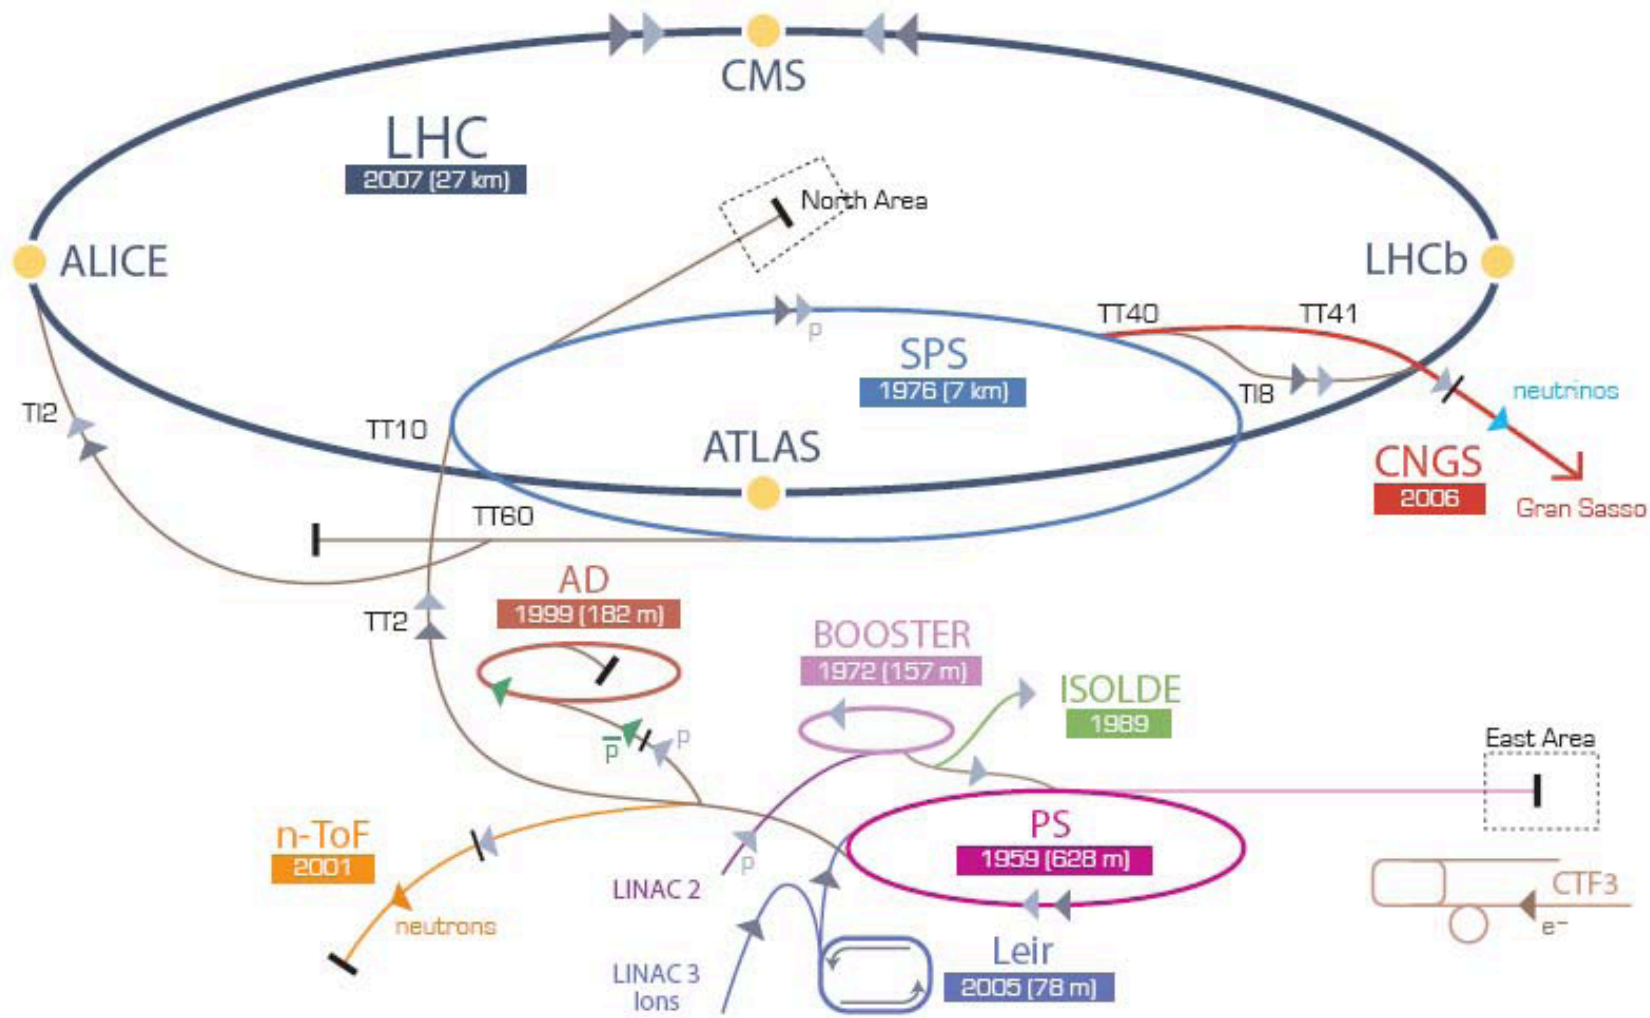 CMS
LHC
2007 (27 km)
North Area
ALICE
LHCb
TT40
TT41
p
SPS
1976 (7 km)
TI8
neutrinos
TI2
TT10
ATLAS
CNGS
2006
Gran Sasso
TT60
AD
1999 (182 m)
TT2
BOOSTER
1972 (157 m)
ISOLDE
1989
p̅
p
East Area
n-ToF
2001
PS
1959 (628 m)
p
LINAC 2
CTF3
neutrons
e⁻
Leir
2005 (78 m)
LINAC 3
Ions